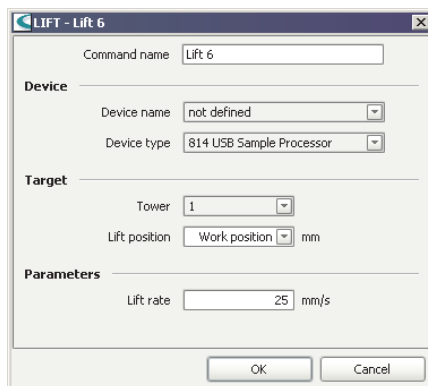 LIFT - Lift 6
Command name Lift 6
Device
Device name not defined
Device type 814 USB Sample Processor
Target
Tower 1
Lift position Work position mm
Parameters
Lift rate 25 mm/s
OK Cancel